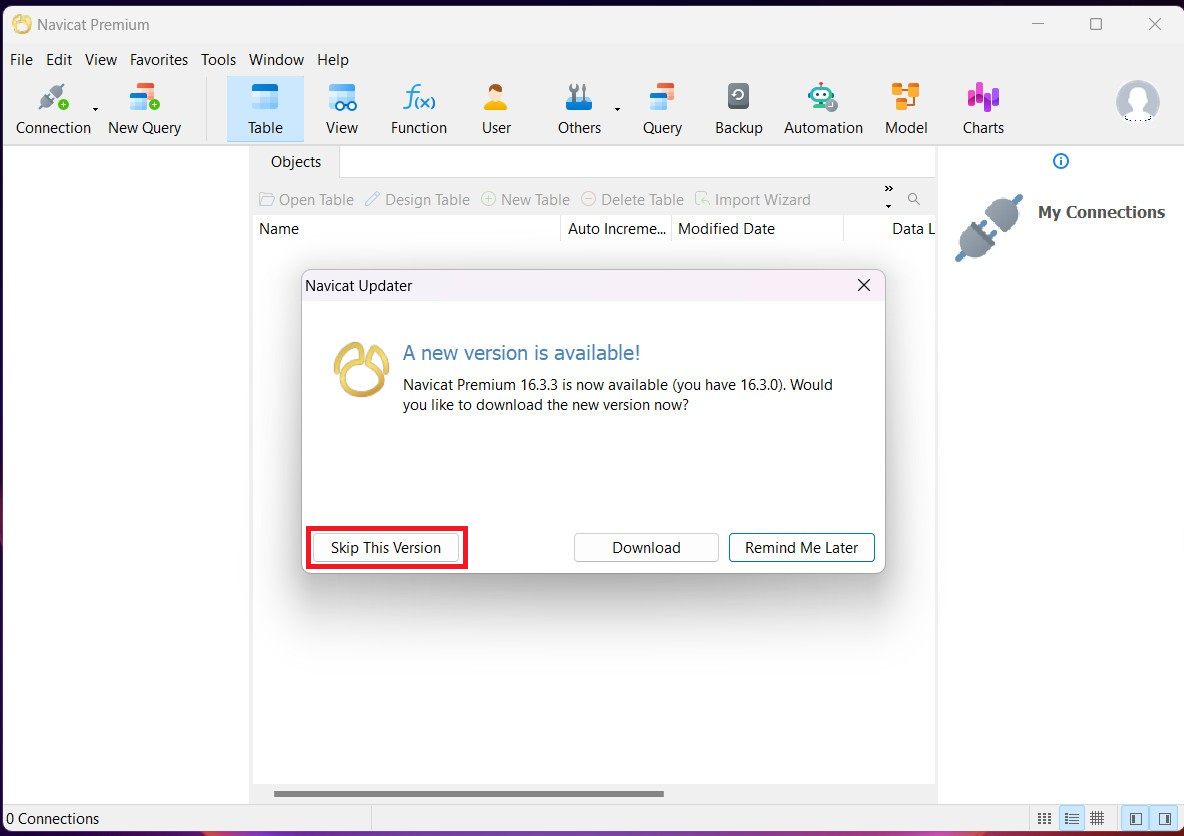 Navicat Premium
File Edit View Favorites Tools Window Help
Connection New Query Table View Function User Others Query Backup Automation Model Charts
Objects
Open Table Design Table New Table Delete Table Import Wizard
Name Auto Increme... Modified Date Data L
My Connections
Navicat Updater
A new version is available!
Navicat Premium 16.3.3 is now available (you have 16.3.0). Would
you like to download the new version now?
Skip This Version Download Remind Me Later
0 Connections